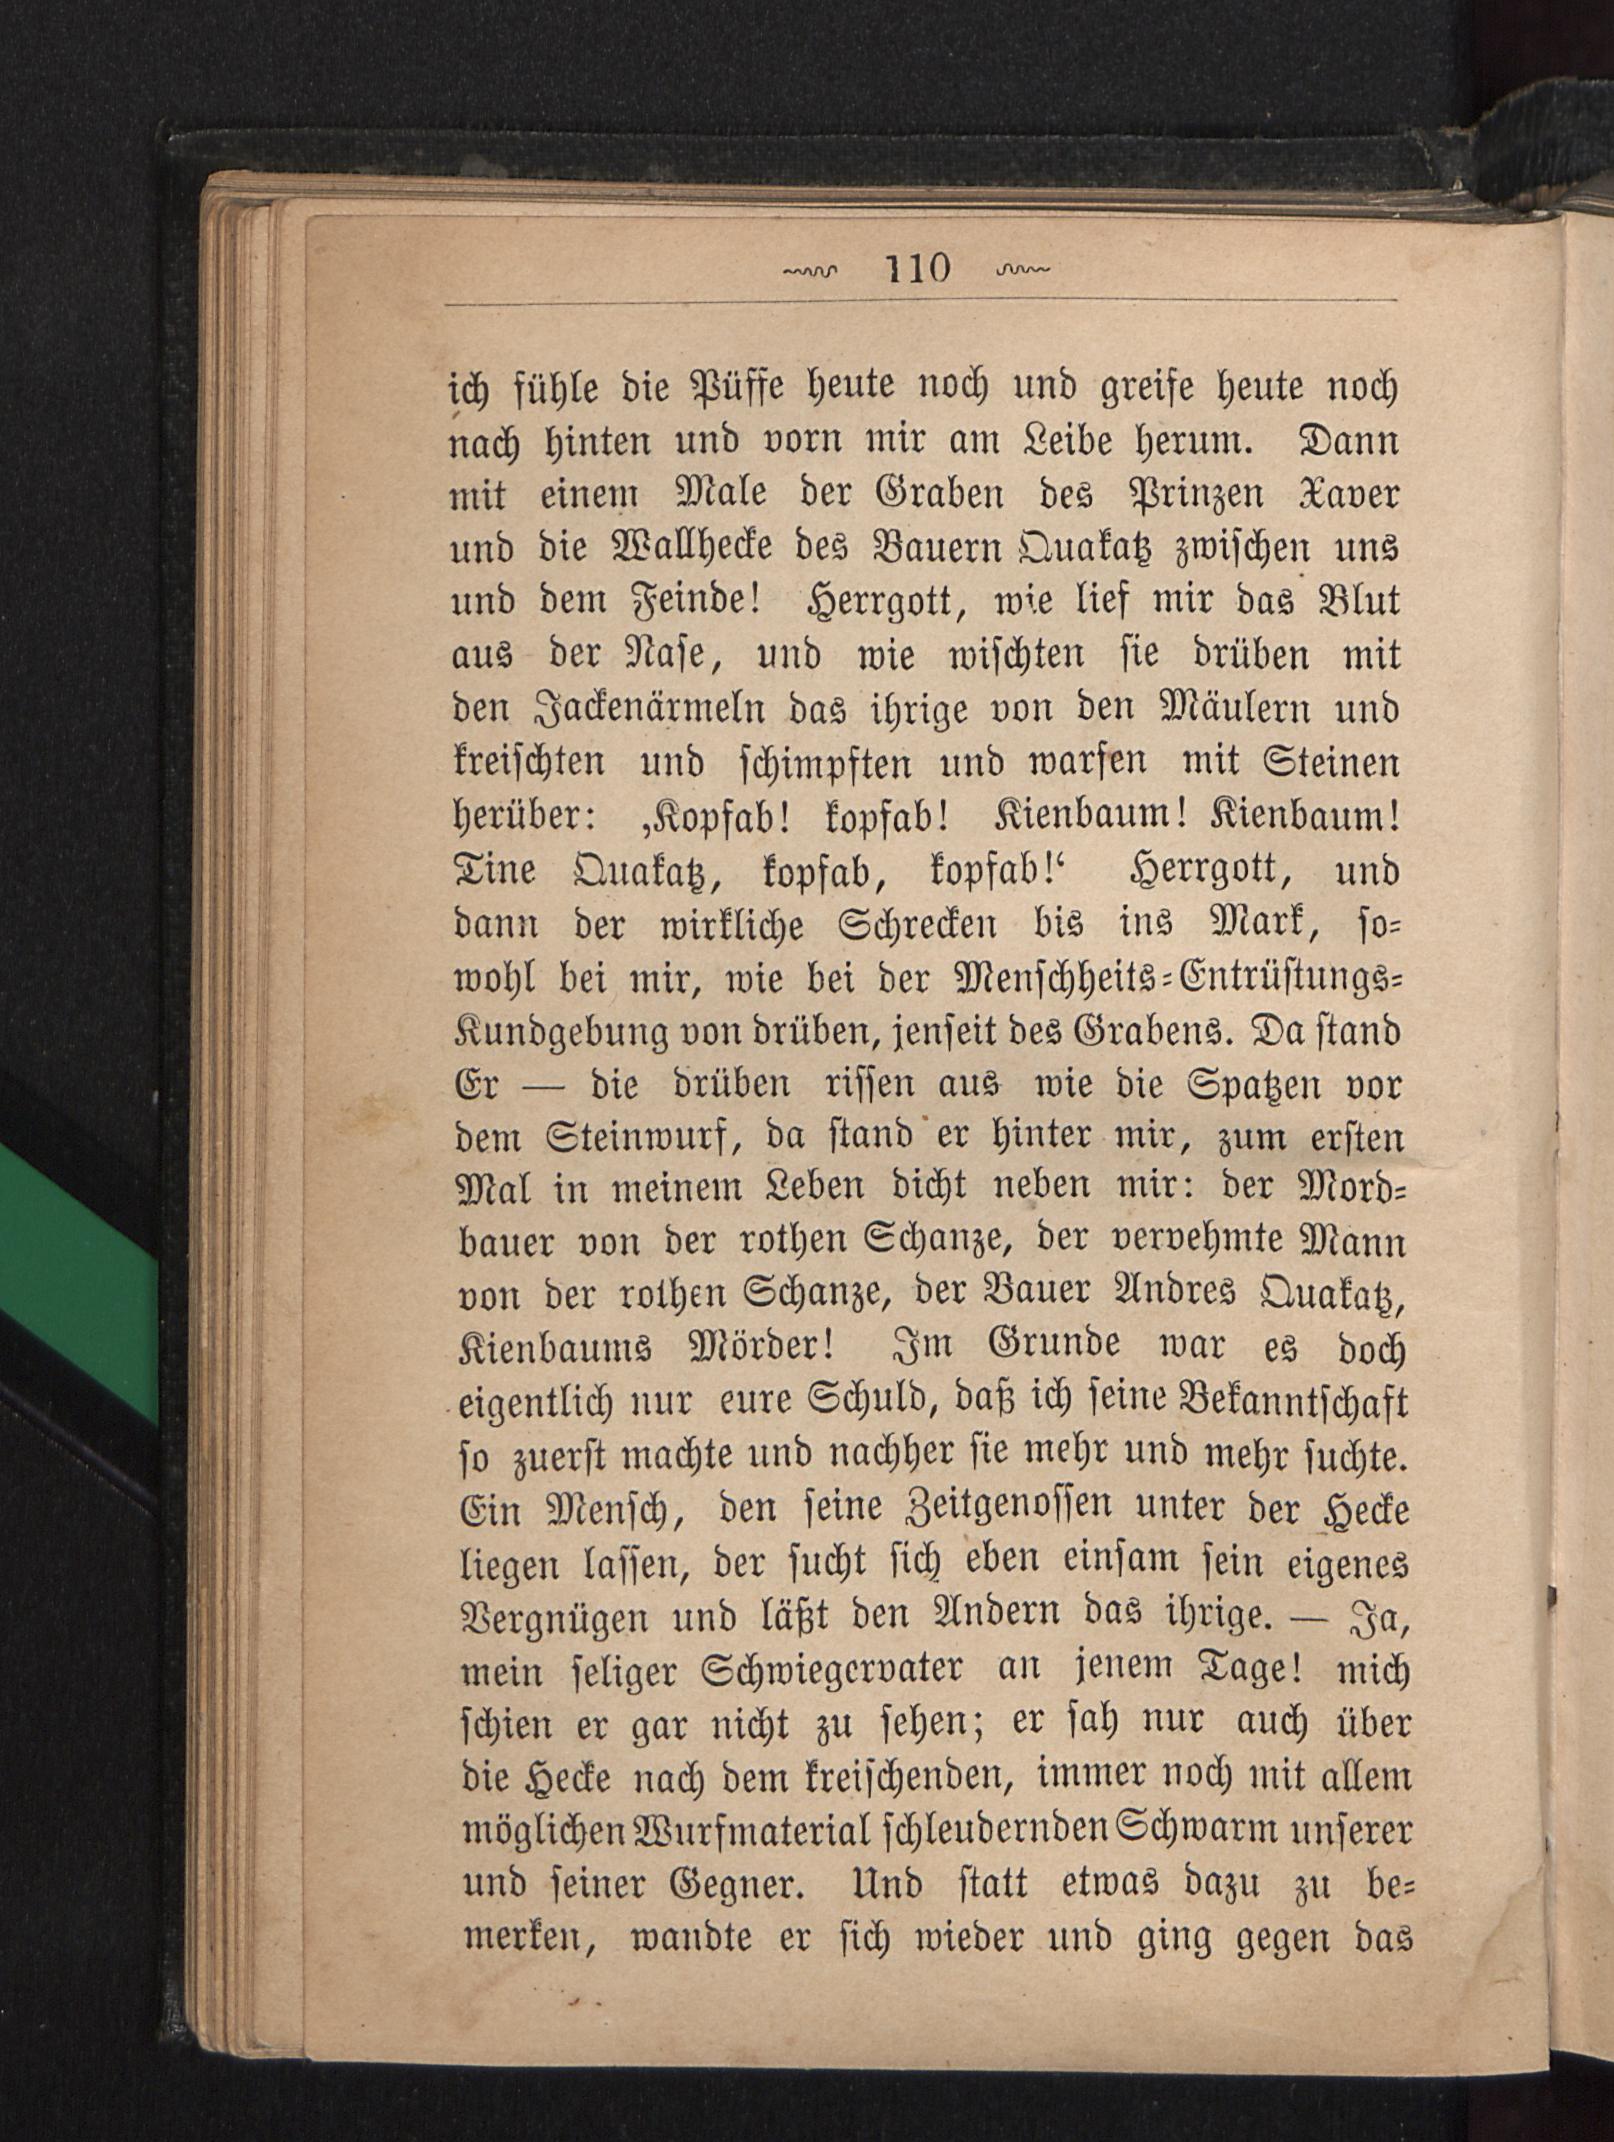 110
ich fühle die Püffe heute noch und greife heute noch
nach hinten und vorn mir am Leibe herum. Dann
mit einem Male der Graben des Prinzen Xaver
und die Wallhecke des Bauern Quakatz zwischen uns
und dem Feinde! Herrgott, wie lief mir das Blut
aus der Nase, und wie wischten sie drüben mit
den Jackenärmeln das ihrige von den Mäulern und
kreischten und schimpften und warfen mit Steinen
herüber: ‚Kopfab! kopfab! Kienbaum! Kienbaum!
Tine Quakatz, kopfab, kopfab!‘ Herrgott, und
dann der wirkliche Schrecken bis ins Mark, so-
wohl bei mir, wie bei der Menschheits-Entrüstungs-
Kundgebung von drüben, jenseit des Grabens. Da stand
Er — die drüben rissen aus wie die Spatzen vor
dem Steinwurf, da stand er hinter mir, zum ersten
Mal in meinem Leben dicht neben mir: der Mord-
bauer von der rothen Schanze, der vervehmte Mann
von der rothen Schanze, der Bauer Andres Quakatz,
Kienbaums Mörder! Im Grunde war es doch
eigentlich nur eure Schuld, daß ich seine Bekanntschaft
so zuerst machte und nachher sie mehr und mehr suchte.
Ein Mensch, den seine Zeitgenossen unter der Hecke
liegen lassen, der sucht sich eben einsam sein eigenes
Vergnügen und läßt den Andern das ihrige. — Ja,
mein seliger Schwiegervater an jenem Tage! mich
schien er gar nicht zu sehen; er sah nur auch über
die Hecke nach dem kreischenden, immer noch mit allem
möglichen Wurfmaterial schleudernden Schwarm unserer
und seiner Gegner. Und statt etwas dazu zu be-
merken, wandte er sich wieder und ging gegen das